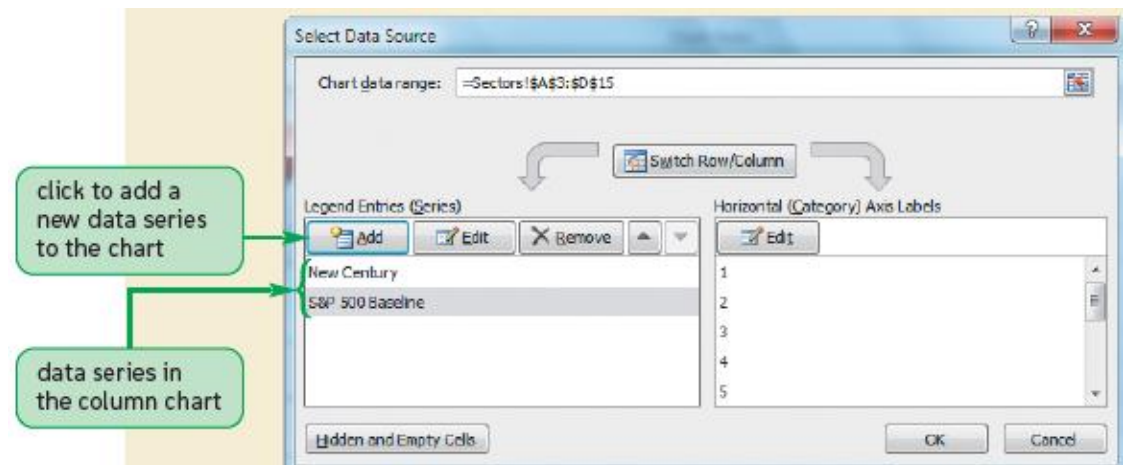 Select Data Source
?
X
Chart data range: =Sectors!$A$3:$D$15
Switch Row/Column
click to add a
new data series
to the chart
Legend Entries (Series)
Horizontal (Category) Axis Labels
Add Edit Remove
Edit
New Century
S&P 500 Baseline
1
2
3
4
5
data series in
the column chart
Hidden and Empty Cells
OK Cancel